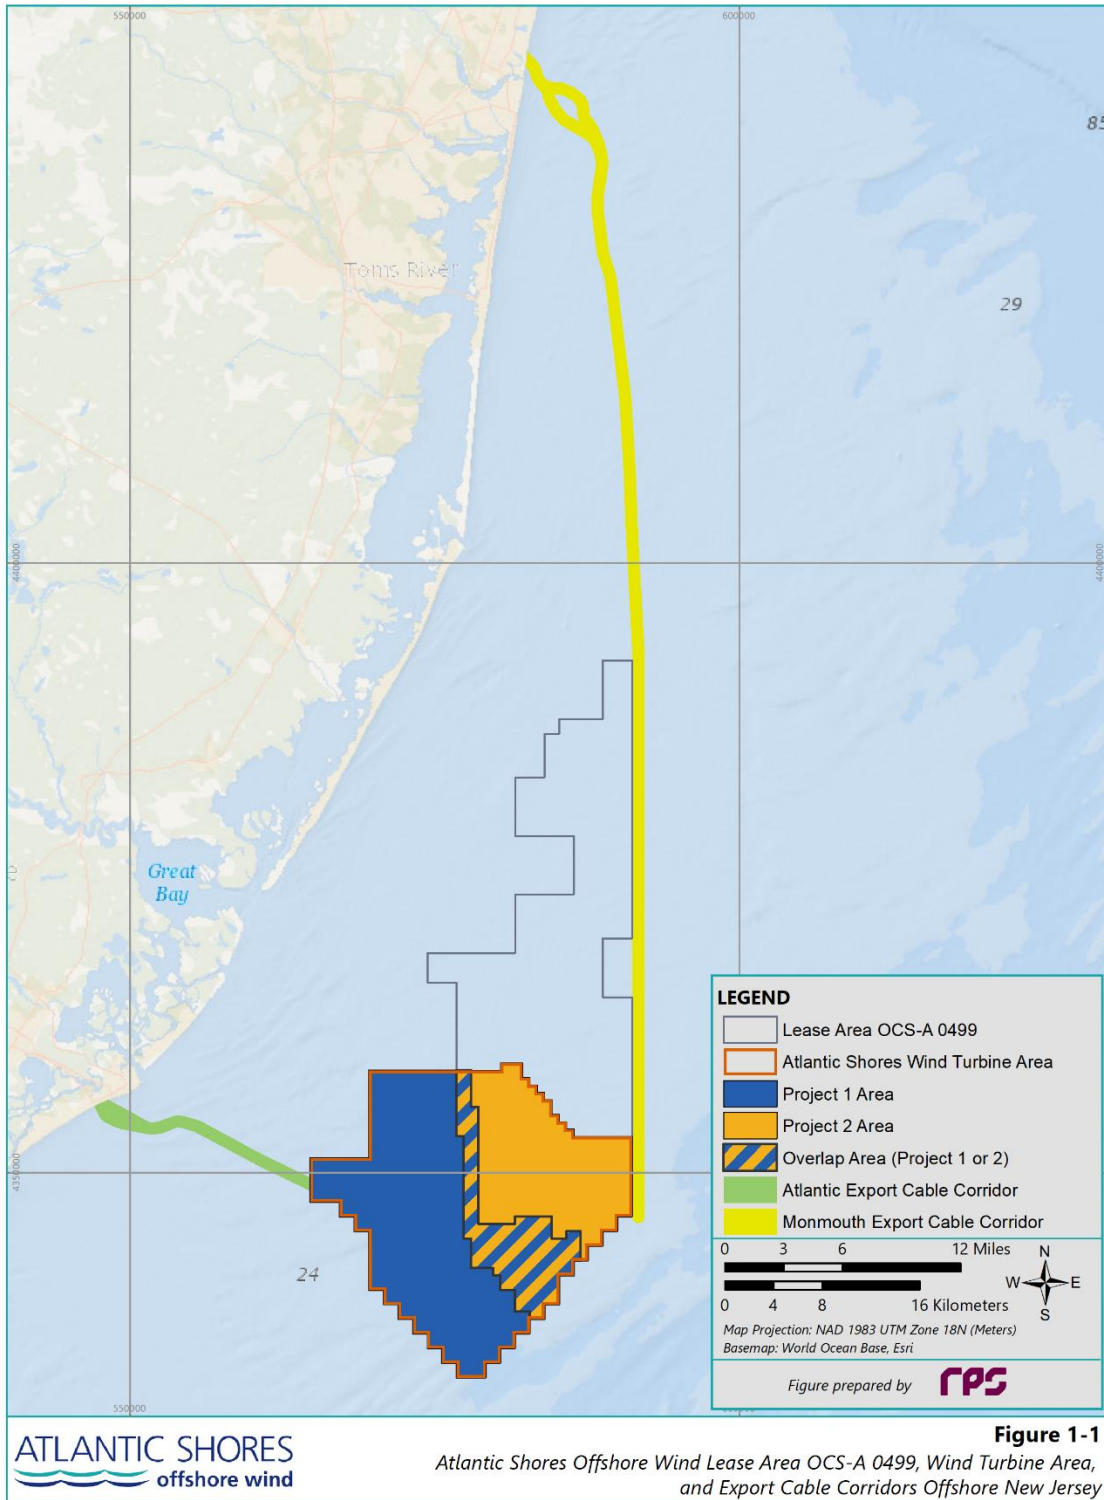 550000
600000
85
Toms River
29
4400000
4400000
Great
Bay
LEGEND
Lease Area OCS-A 0499
Atlantic Shores Wind Turbine Area
Project 1 Area
Project 2 Area
Overlap Area (Project 1 or 2)
Atlantic Export Cable Corridor
Monmouth Export Cable Corridor
4350000
24
0 3 6 12 Miles
0 4 8 16 Kilometers
N
W E
S
Map Projection: NAD 1983 UTM Zone 18N (Meters)
Basemap: World Ocean Base, Esri
Figure prepared by rps
550000
ATLANTIC SHORES
offshore wind
Figure 1-1
Atlantic Shores Offshore Wind Lease Area OCS-A 0499, Wind Turbine Area,
and Export Cable Corridors Offshore New Jersey